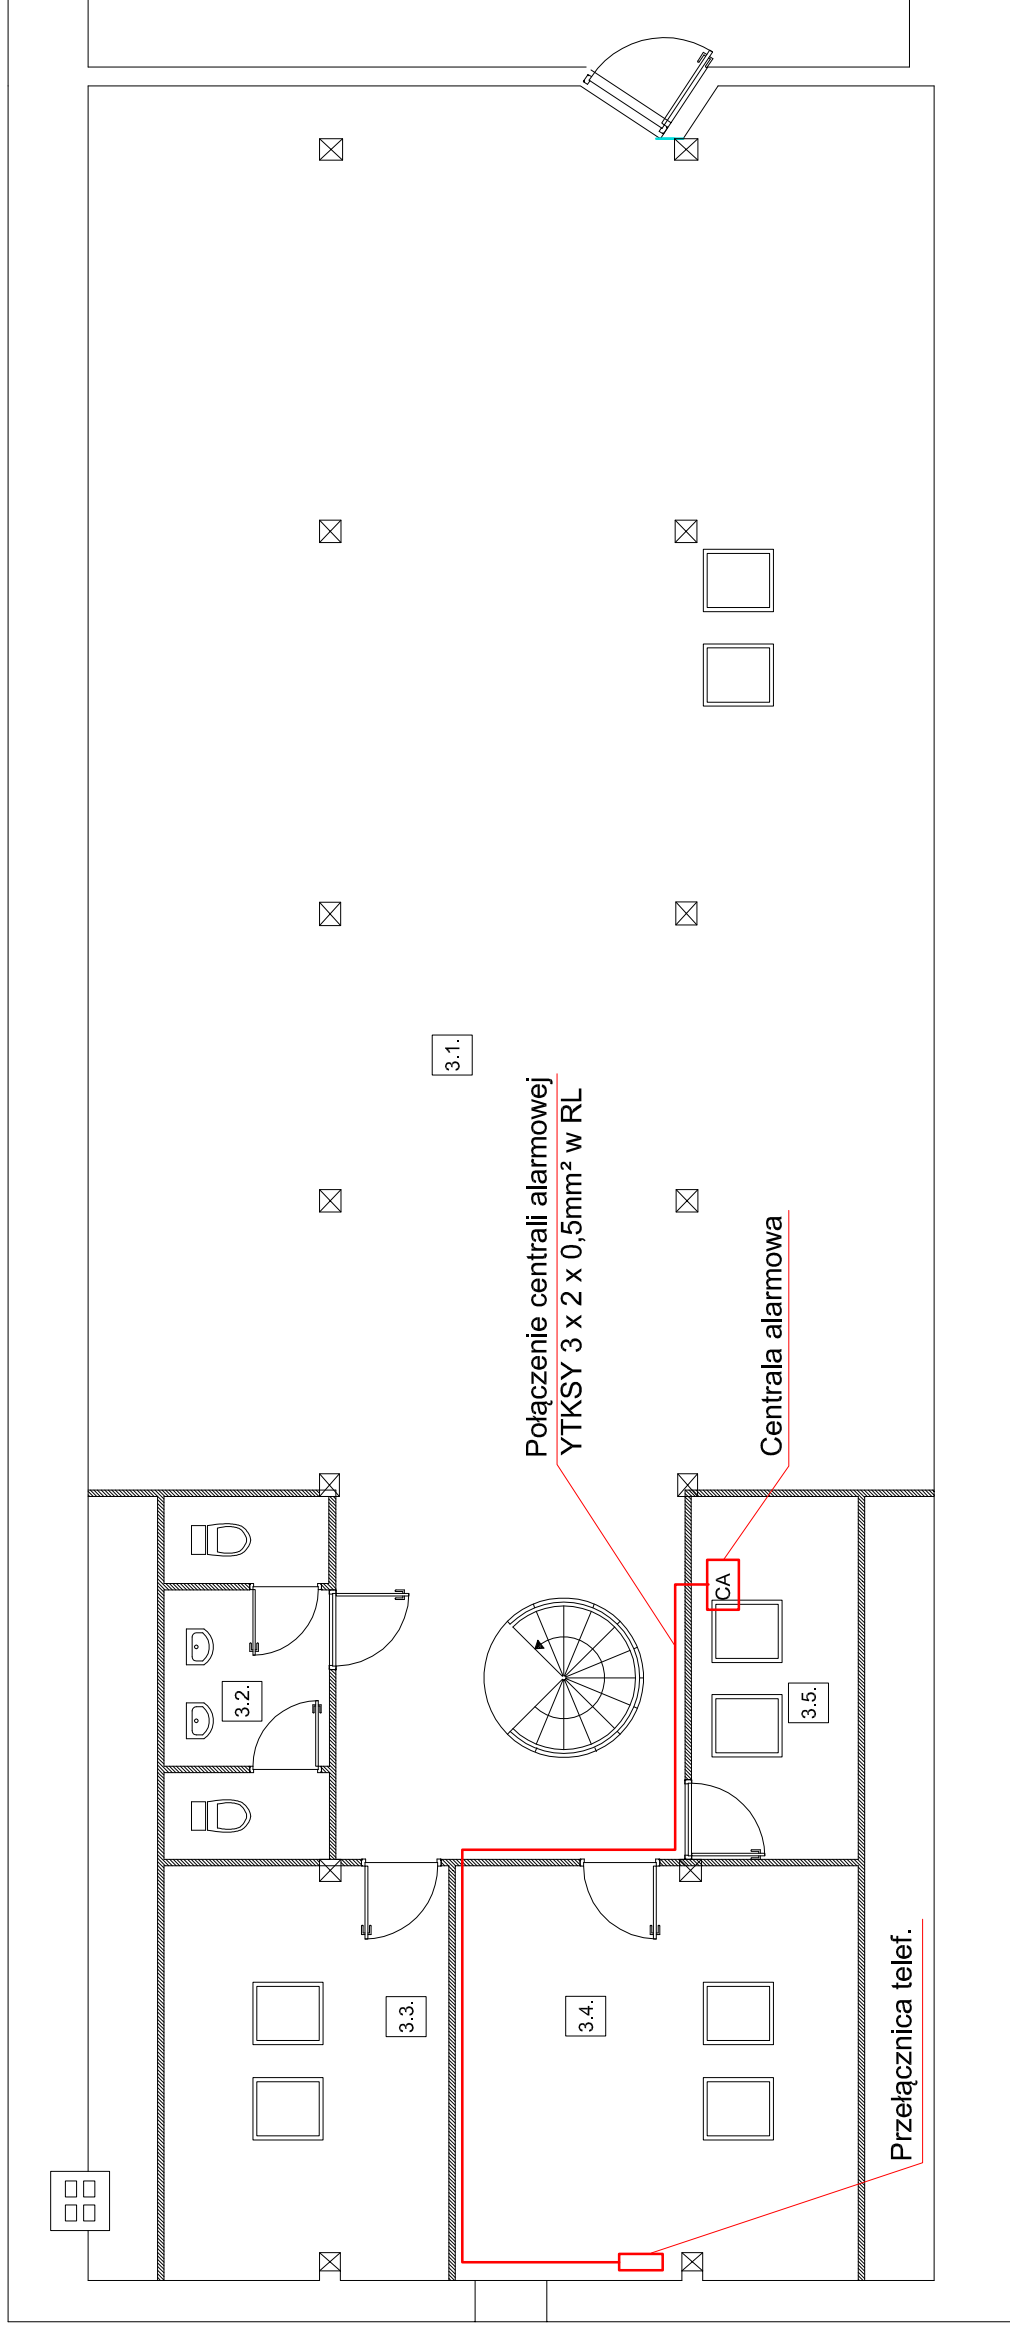 3.1.
Połączenie centrali alarmowej
YTKSY 3 x 2 x 0,5mm² w RL
Centrala alarmowa
CA
3.2.
3.5.
3.3.
3.4.
Przełącznica telef.